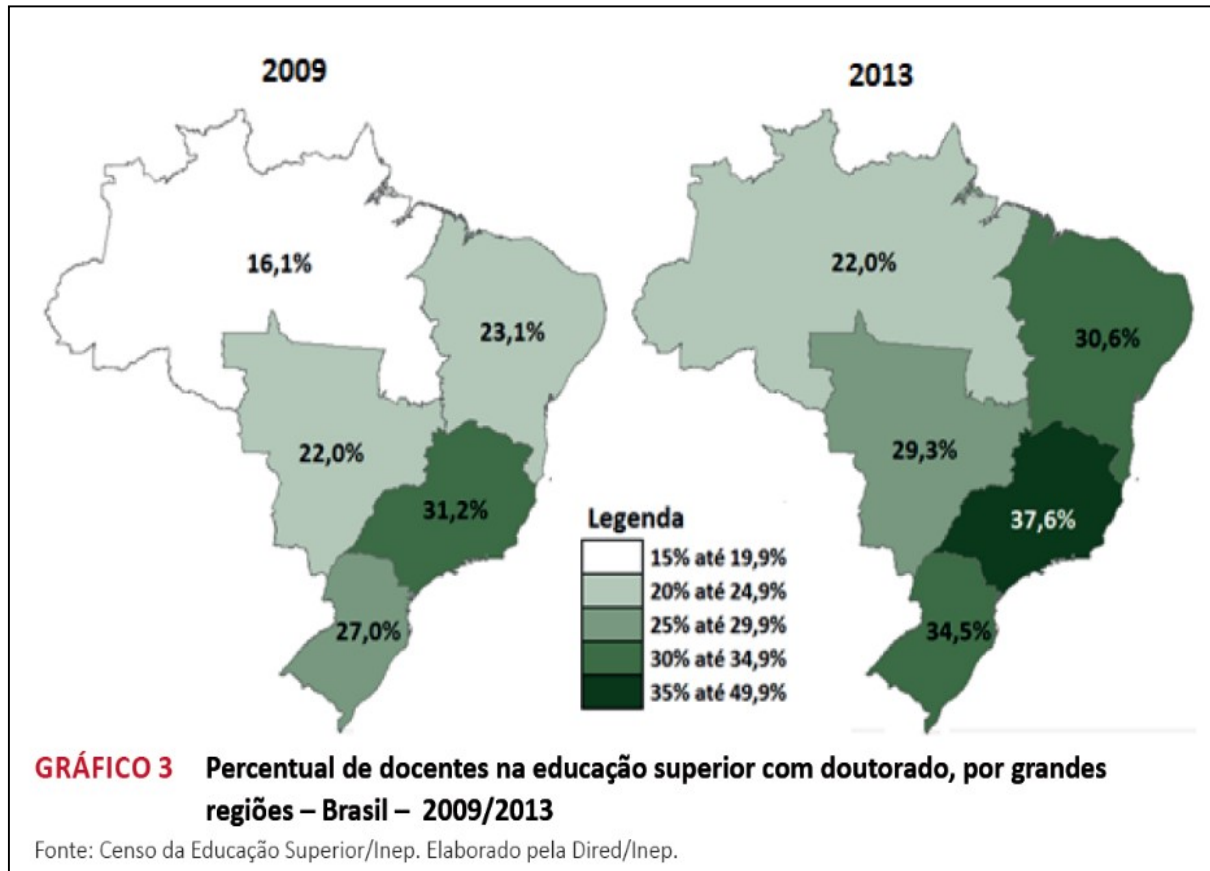 2009
2013
16,1%
23,1%
22,0%
31,2%
27,0%
22,0%
30,6%
29,3%
37,6%
34,5%
Legenda
15% até 19,9%
20% até 24,9%
25% até 29,9%
30% até 34,9%
35% até 49,9%
GRÁFICO 3 Percentual de docentes na educação superior com doutorado, por grandes
regiões – Brasil – 2009/2013
Fonte: Censo da Educação Superior/Inep. Elaborado pela Dired/Inep.